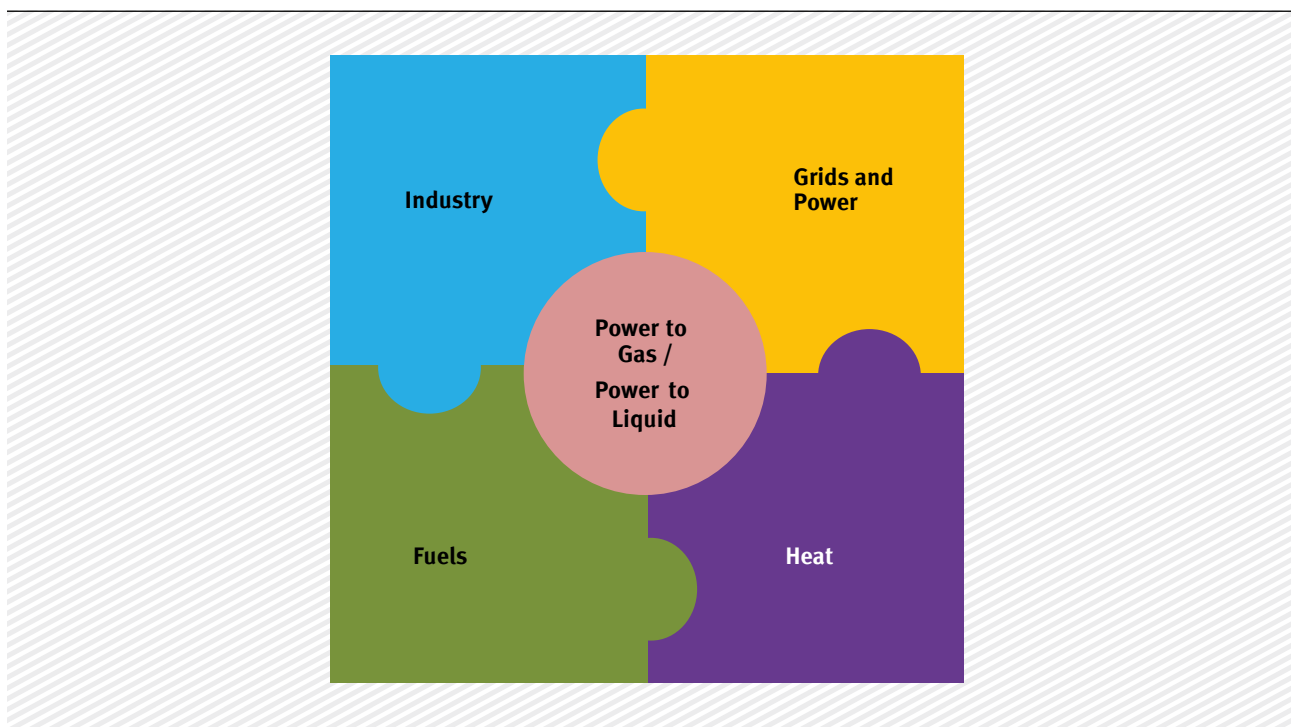 Industry
Grids and
Power
Power to
Gas /
Power to
Liquid
Fuels
Heat